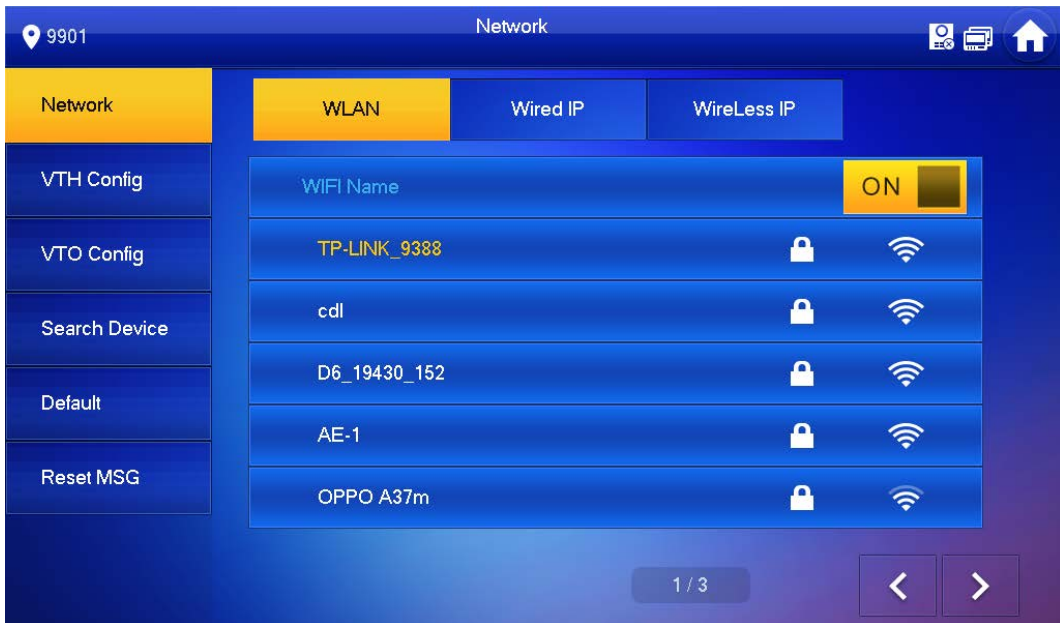 9901
Network
Network
WLAN
Wired IP
WireLess IP
VTH Config
WIFI Name
ON
VTO Config
TP-LINK_9388
Search Device
cdl
D6_19430_152
Default
AE-1
Reset MSG
OPPO A37m
1 / 3